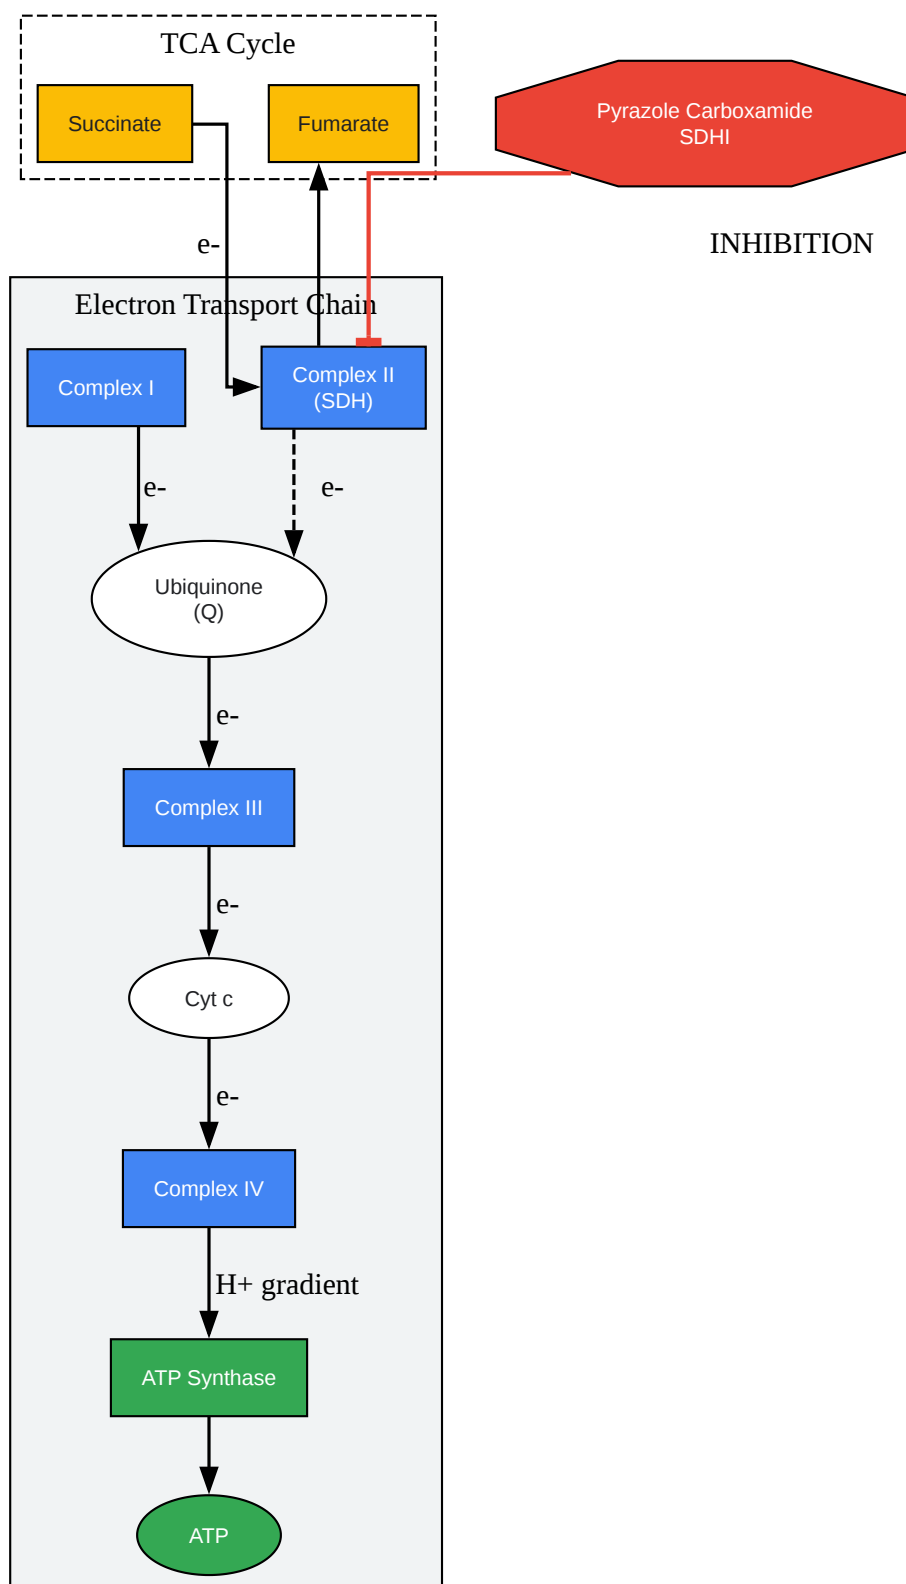 TCA Cycle
Succinate
Fumarate
Pyrazole Carboxamide
SDHI
e-
INHIBITION
Electron Transport Chain
Complex I
Complex II
(SDH)
e-
e-
Ubiquinone
(Q)
e-
Complex III
e-
Cyt c
e-
Complex IV
H+ gradient
ATP Synthase
ATP